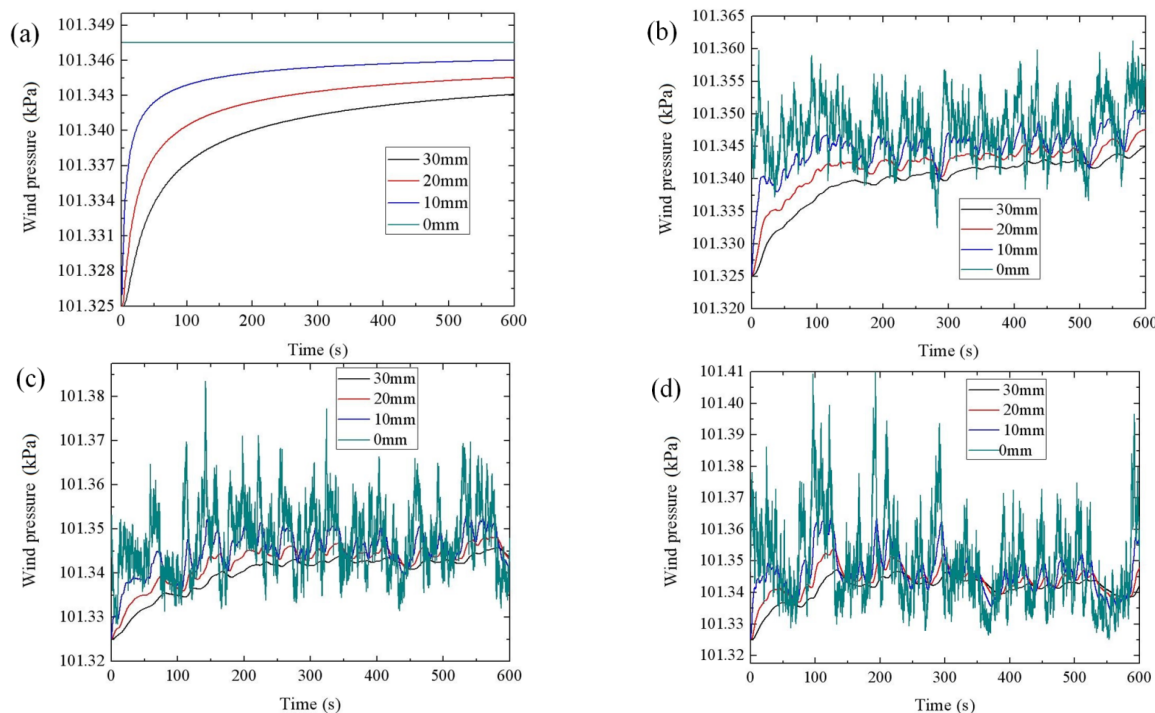 (a)
Wind pressure (kPa)
101.349
101.346
101.343
101.340
101.337
101.334
101.331
101.328
101.325
30mm
20mm
10mm
0mm
0 100 200 300 400 500 600
Time (s)
(b)
Wind pressure (kPa)
101.365
101.360
101.355
101.350
101.345
101.340
101.335
101.330
101.325
101.320
30mm
20mm
10mm
0mm
0 100 200 300 400 500 600
Time (s)
(c)
Wind pressure (kPa)
101.38
101.37
101.36
101.35
101.34
101.33
101.32
30mm
20mm
10mm
0mm
0 100 200 300 400 500 600
Time (s)
(d)
Wind pressure (kPa)
101.41
101.40
101.39
101.38
101.37
101.36
101.35
101.34
101.33
101.32
30mm
20mm
10mm
0mm
0 100 200 300 400 500 600
Time (s)